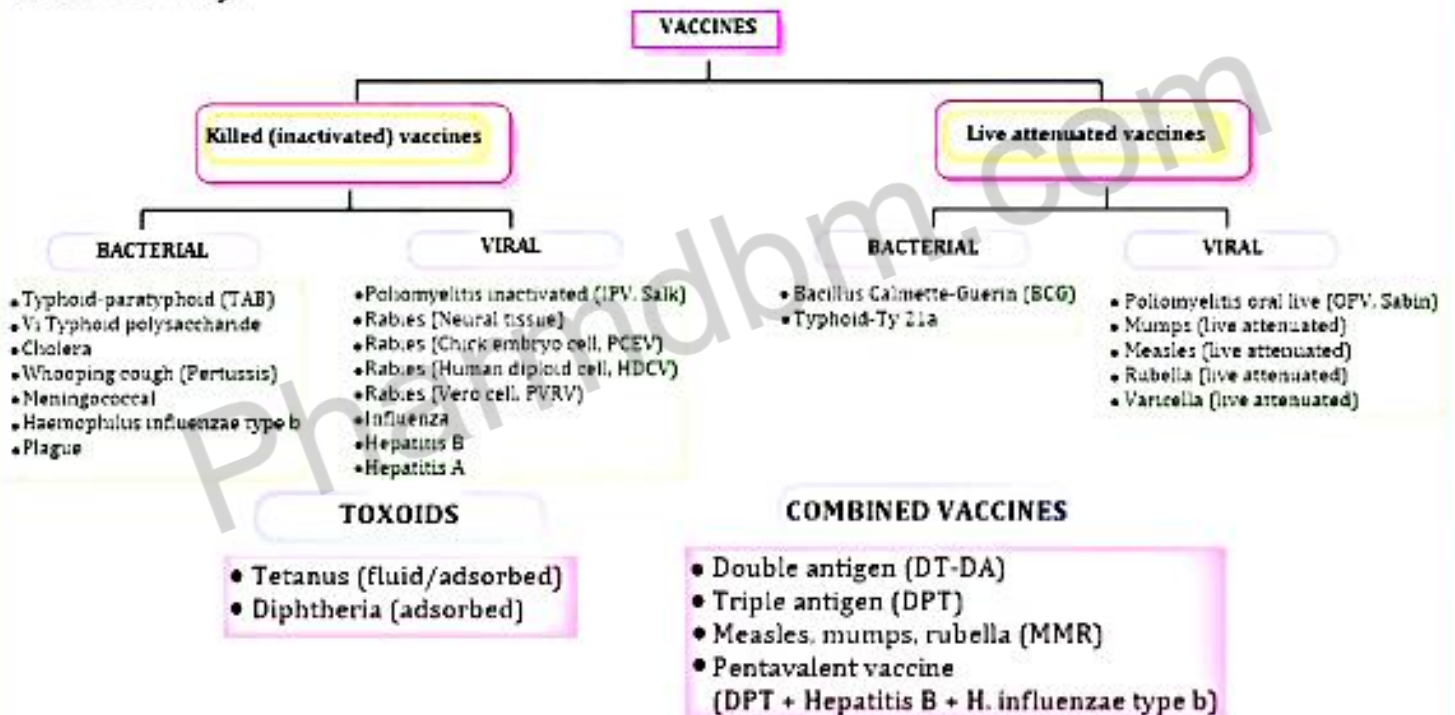 VACCINES
Killed (inactivated) vaccines
Live attenuated vaccines
BACTERIAL
• Typhoid-paratyphoid (TAB)
• Vi Typhoid polysaccharide
• Cholera
• Whooping cough (Pertussis)
• Meningococcal
• Haemophilus influenzae type b
• Plague
VIRAL
• Poliomyelitis inactivated (IPV, Salk)
• Rabies (Neural tissue)
• Rabies (Chick embryo cell, PCEV)
• Rabies (Human diploid cell, HDCV)
• Rabies (Vero cell, PVRV)
• Influenza
• Hepatitis B
• Hepatitis A
BACTERIAL
• Bacillus Calmette-Guerin (BCG)
• Typhoid-Ty 21a
VIRAL
• Poliomyelitis oral live (OPV, Sabin)
• Mumps (live attenuated)
• Measles (live attenuated)
• Rubella (live attenuated)
• Varicella (live attenuated)
TOXOIDS
• Tetanus (fluid/adsorbed)
• Diphtheria (adsorbed)
COMBINED VACCINES
• Double antigen (DT-DA)
• Triple antigen (DPT)
• Measles, mumps, rubella (MMR)
• Pentavalent vaccine
(DPT + Hepatitis B + H. influenzae type b)
Pharmdbm.com